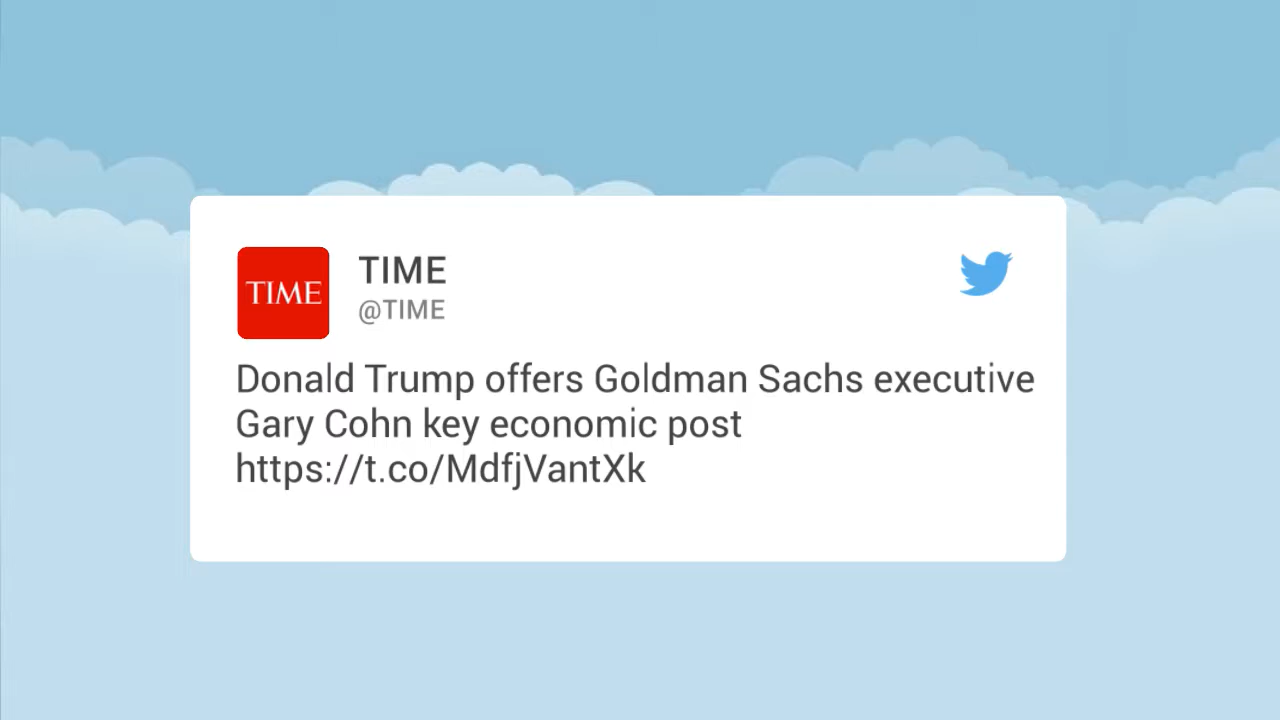 TIME
TIME
@TIME
Donald Trump offers Goldman Sachs executive
Gary Cohn key economic post
https://t.co/MdfjVantXk